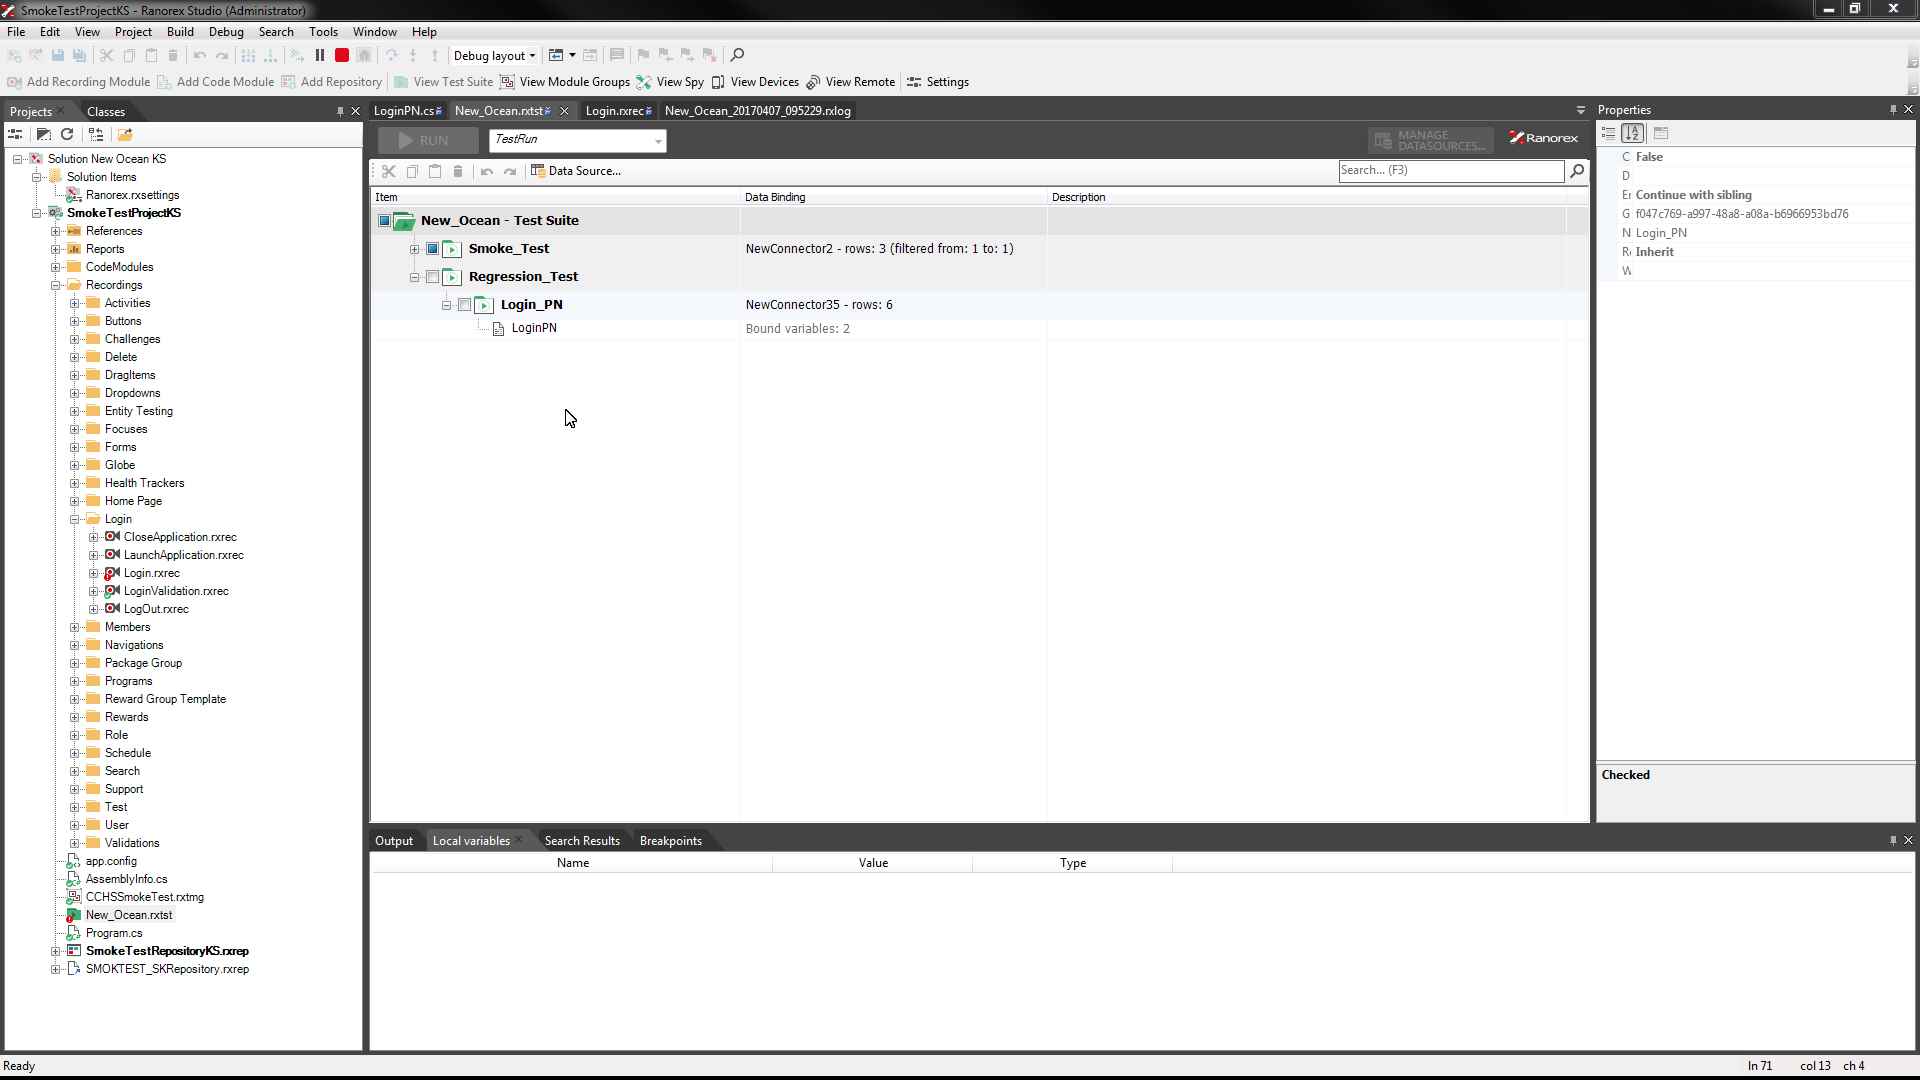 SmokeTestProjectKS - Ranorex Studio (Administrator)
File Edit View Project Build Debug Search Tools Window Help
Debug layout
Add Recording Module Add Code Module Add Repository View Test Suite View Module Groups View Spy View Devices View Remote Settings
Projects Classes
LoginPN.cs New_Ocean.rxtst Login.rxrec New_Ocean_20170407_095229.rxlog
Properties
RUN TestRun MANAGE DATASOURCES... Ranorex
Data Source... Search... (F3)
Item Data Binding Description
New_Ocean - Test Suite
Smoke_Test NewConnector2 - rows: 3 (filtered from: 1 to: 1)
Regression_Test
Login_PN NewConnector35 - rows: 6
LoginPN Bound variables: 2
Solution New Ocean KS
Solution Items
Ranorex.rxsettings
SmokeTestProjectKS
References
Reports
CodeModules
Recordings
Activities
Buttons
Challenges
Delete
DragItems
Dropdowns
Entity Testing
Focuses
Forms
Globe
Health Trackers
Home Page
Login
CloseApplication.rxrec
LaunchApplication.rxrec
Login.rxrec
LoginValidation.rxrec
LogOut.rxrec
Members
Navigations
Package Group
Programs
Reward Group Template
Rewards
Role
Schedule
Search
Support
Test
User
Validations
app.config
AssemblyInfo.cs
CCHSSmokeTest.rxtmg
New_Ocean.rxtst
Program.cs
SmokeTestRepositoryKS.rxrep
SMOKTEST_SKRepository.rxrep
C False
D
Er Continue with sibling
G f047c769-a997-48a8-a08a-b6966953bd76
N Login_PN
Re Inherit
W
Checked
Output Local variables Search Results Breakpoints
Name Value Type
Ready ln 71 col 13 ch 4